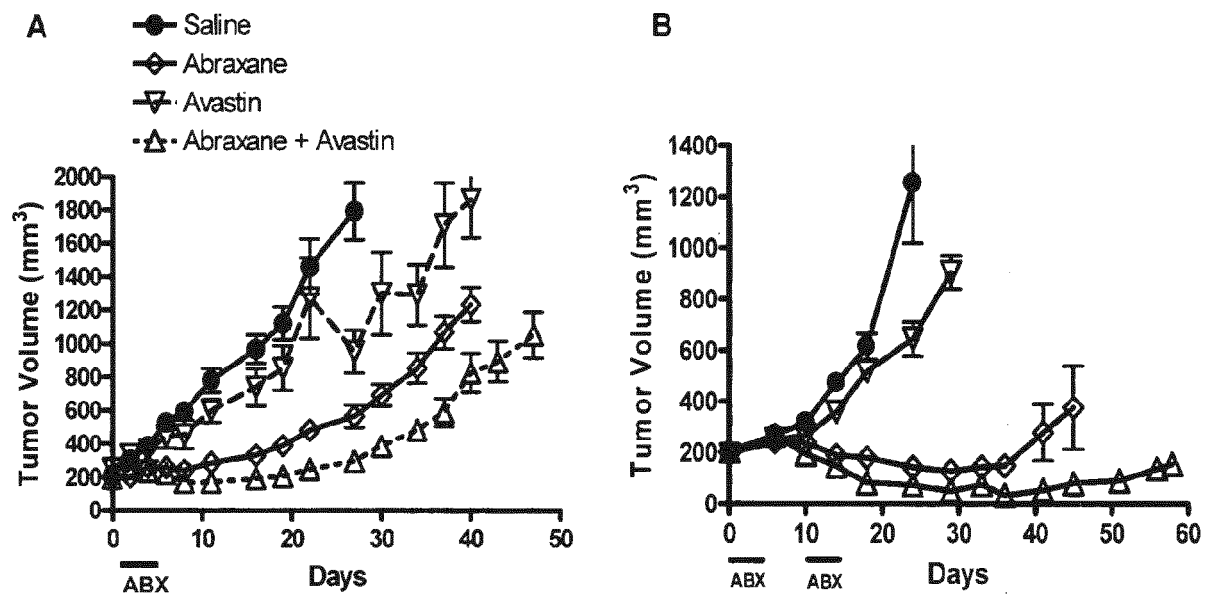 A
Saline
Abraxane
Avastin
Abraxane + Avastin
Tumor Volume (mm³)
2000
1800
1600
1400
1200
1000
800
600
400
200
0
0 10 20 30 40 50
ABX
Days
B
Tumor Volume (mm³)
1400
1200
1000
800
600
400
200
0
0 10 20 30 40 50 60
ABX ABX
Days